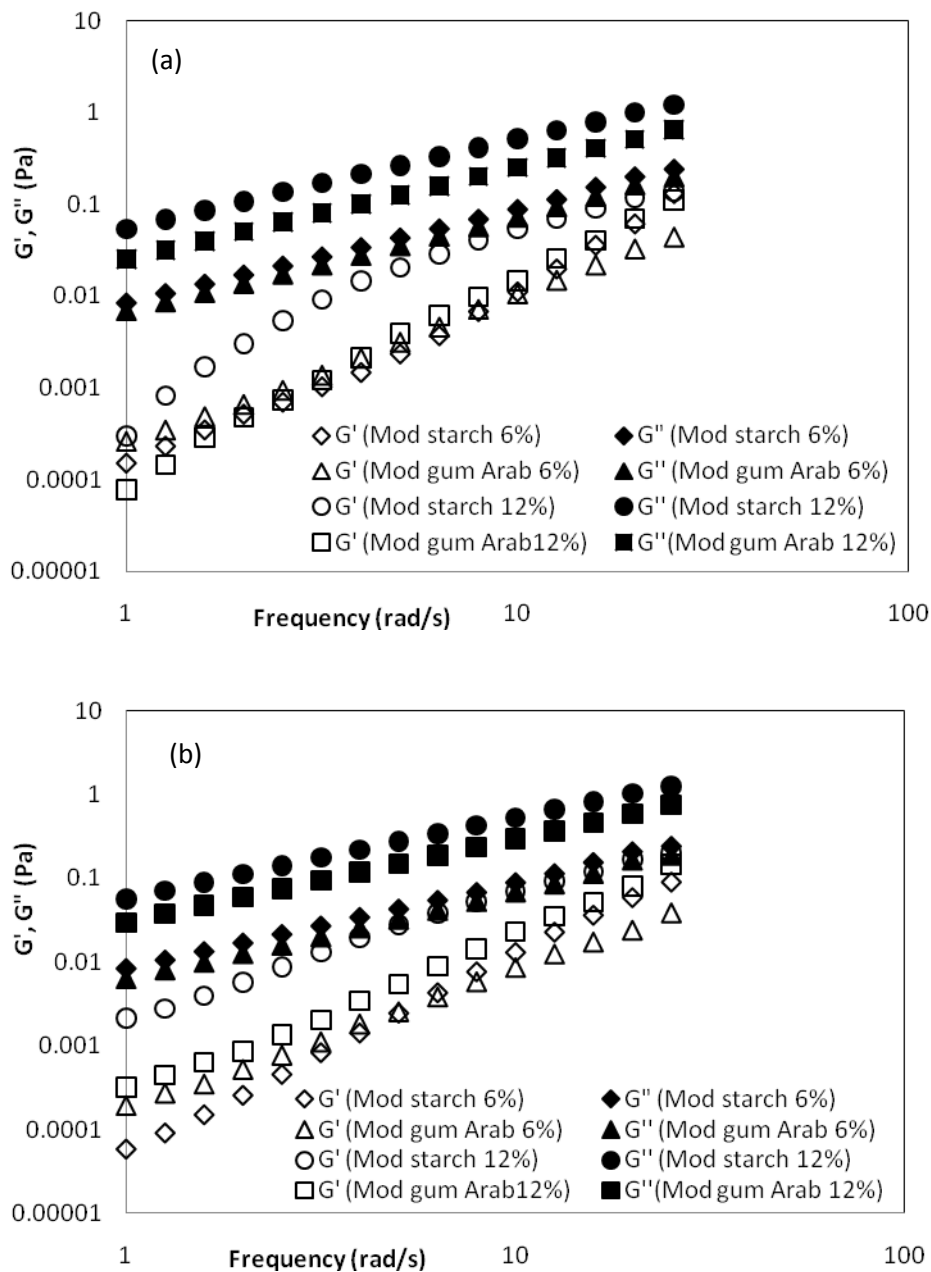 10
(a)
1
0.1
G', G'' (Pa)
0.01
0.001
G' (Mod starch 6%) G'' (Mod starch 6%)
G' (Mod gum Arab 6%) G'' (Mod gum Arab 6%)
0.0001
G' (Mod starch 12%) G'' (Mod starch 12%)
G' (Mod gum Arab12%) G''(Mod gum Arab 12%)
0.00001
1 Frequency (rad/s) 10 100
10
(b)
1
0.1
G', G'' (Pa)
0.01
0.001
G' (Mod starch 6%) G'' (Mod starch 6%)
0.0001
G' (Mod gum Arab 6%) G'' (Mod gum Arab 6%)
G' (Mod starch 12%) G'' (Mod starch 12%)
G' (Mod gum Arab12%) G''(Mod gum Arab 12%)
0.00001
1 Frequency (rad/s) 10 100